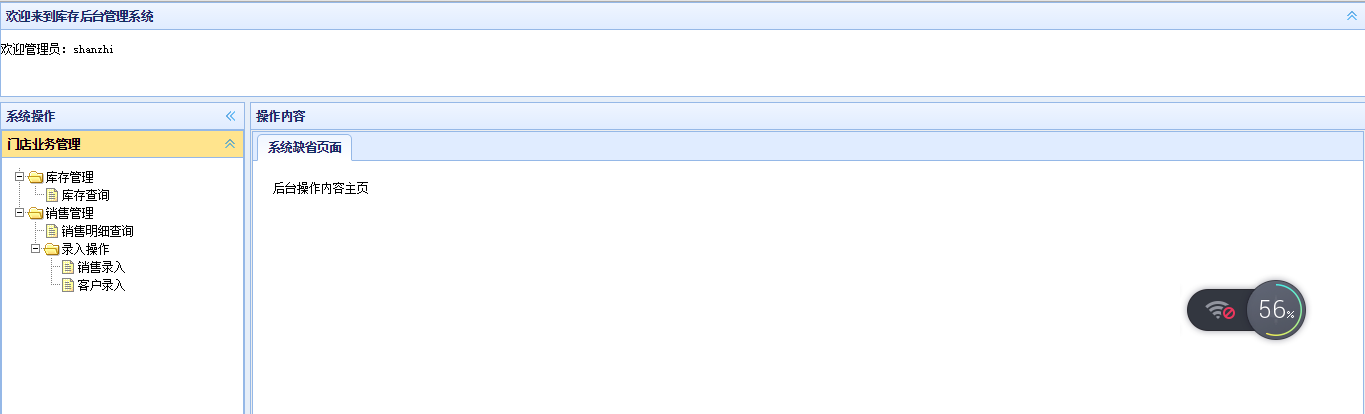 欢迎来到库存后台管理系统
欢迎管理员：shanzhi
系统操作
操作内容
门店业务管理
系统缺省页面
库存管理
后台操作内容主页
库存查询
销售管理
销售明细查询
录入操作
销售录入
客户录入
56%